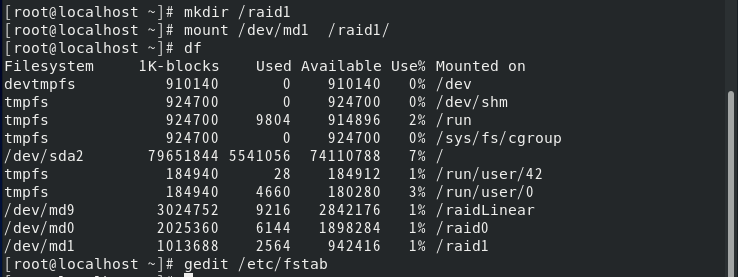 [root@localhost ~]# mkdir /raid1
[root@localhost ~]# mount /dev/md1  /raid1/
[root@localhost ~]# df
Filesystem     1K-blocks    Used Available Use% Mounted on
devtmpfs          910140       0    910140   0% /dev
tmpfs             924700       0    924700   0% /dev/shm
tmpfs             924700    9804    914896   2% /run
tmpfs             924700       0    924700   0% /sys/fs/cgroup
/dev/sda2       79651844 5541056  74110788   7% /
tmpfs             184940      28    184912   1% /run/user/42
tmpfs             184940    4660    180280   3% /run/user/0
/dev/md9         3024752    9216   2842176   1% /raidLinear
/dev/md0         2025360    6144   1898284   1% /raid0
/dev/md1         1013688    2564    942416   1% /raid1
[root@localhost ~]# gedit /etc/fstab